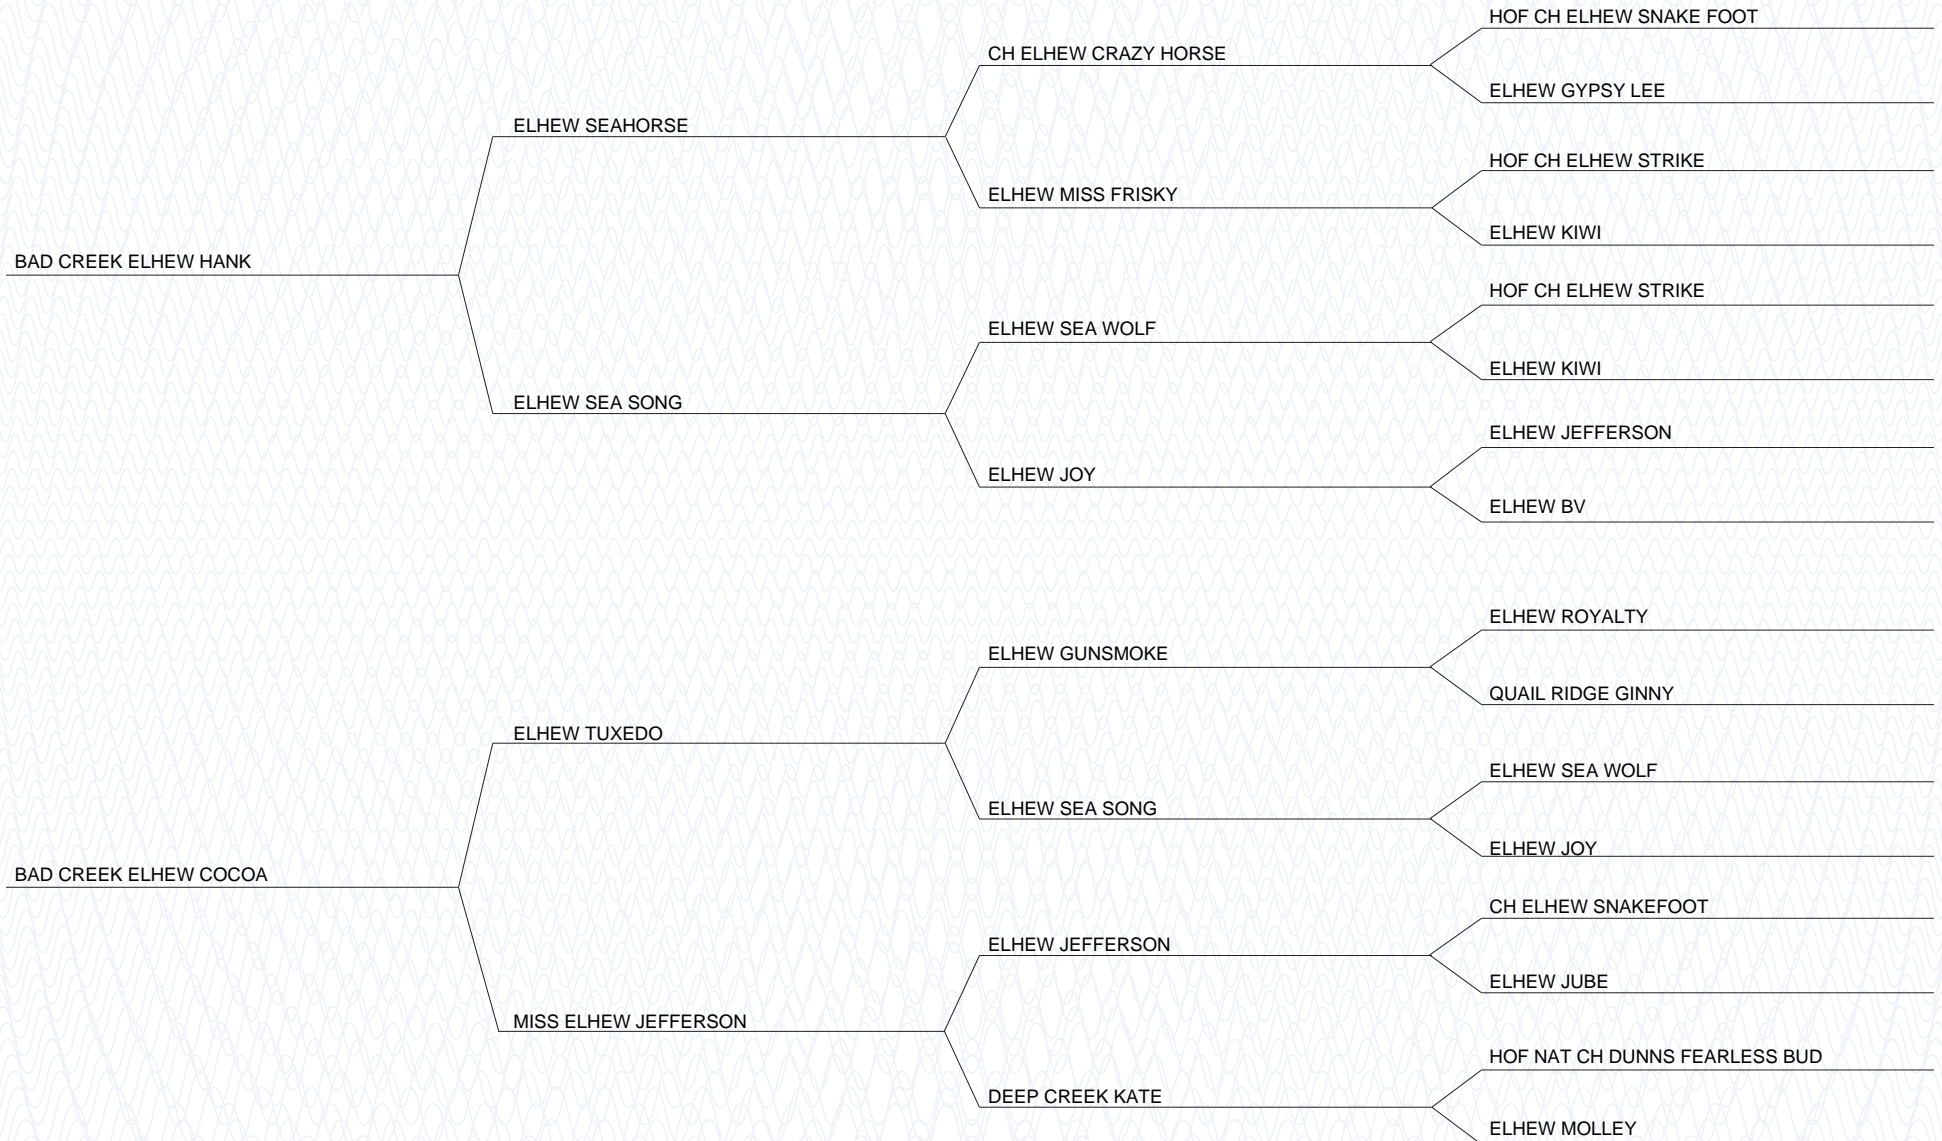 HOF CH ELHEW SNAKE FOOT
CH ELHEW CRAZY HORSE
ELHEW GYPSY LEE
ELHEW SEAHORSE
HOF CH ELHEW STRIKE
ELHEW MISS FRISKY
ELHEW KIWI
BAD CREEK ELHEW HANK
HOF CH ELHEW STRIKE
ELHEW SEA WOLF
ELHEW KIWI
ELHEW SEA SONG
ELHEW JEFFERSON
ELHEW JOY
ELHEW BV
ELHEW ROYALTY
ELHEW GUNSMOKE
QUAIL RIDGE GINNY
ELHEW TUXEDO
ELHEW SEA WOLF
ELHEW SEA SONG
ELHEW JOY
BAD CREEK ELHEW COCOA
CH ELHEW SNAKEFOOT
ELHEW JEFFERSON
ELHEW JUBE
MISS ELHEW JEFFERSON
HOF NAT CH DUNNS FEARLESS BUD
DEEP CREEK KATE
ELHEW MOLLEY